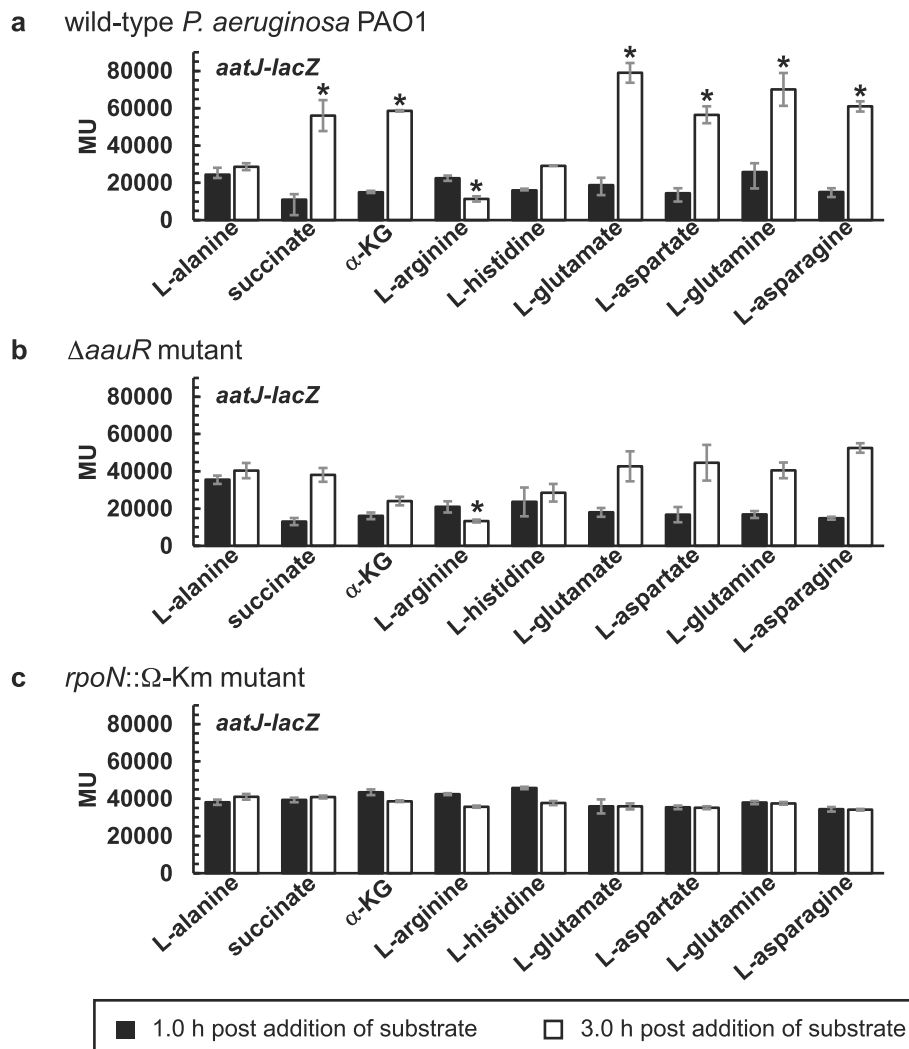 a wild-type P. aeruginosa PAO1
aatJ-lacZ
MU
80000
60000
40000
20000
0
L-alanine
succinate
α-KG
L-arginine
L-histidine
L-glutamate
L-aspartate
L-glutamine
L-asparagine
* * * * * * *
b ΔaauR mutant
aatJ-lacZ
MU
80000
60000
40000
20000
0
L-alanine
succinate
α-KG
L-arginine
L-histidine
L-glutamate
L-aspartate
L-glutamine
L-asparagine
*
c rpoN::Ω-Km mutant
aatJ-lacZ
MU
80000
60000
40000
20000
0
L-alanine
succinate
α-KG
L-arginine
L-histidine
L-glutamate
L-aspartate
L-glutamine
L-asparagine
1.0 h post addition of substrate
3.0 h post addition of substrate